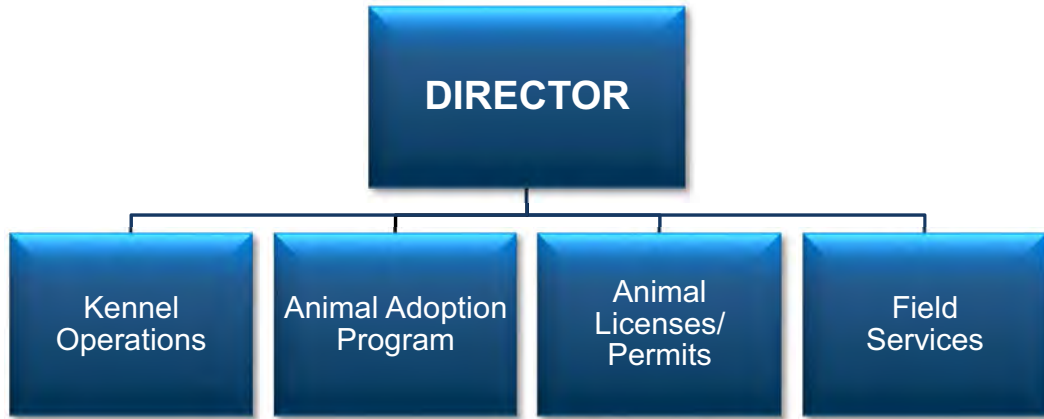 DIRECTOR
Kennel
Operations
Animal Adoption
Program
Animal
Licenses/
Permits
Field
Services